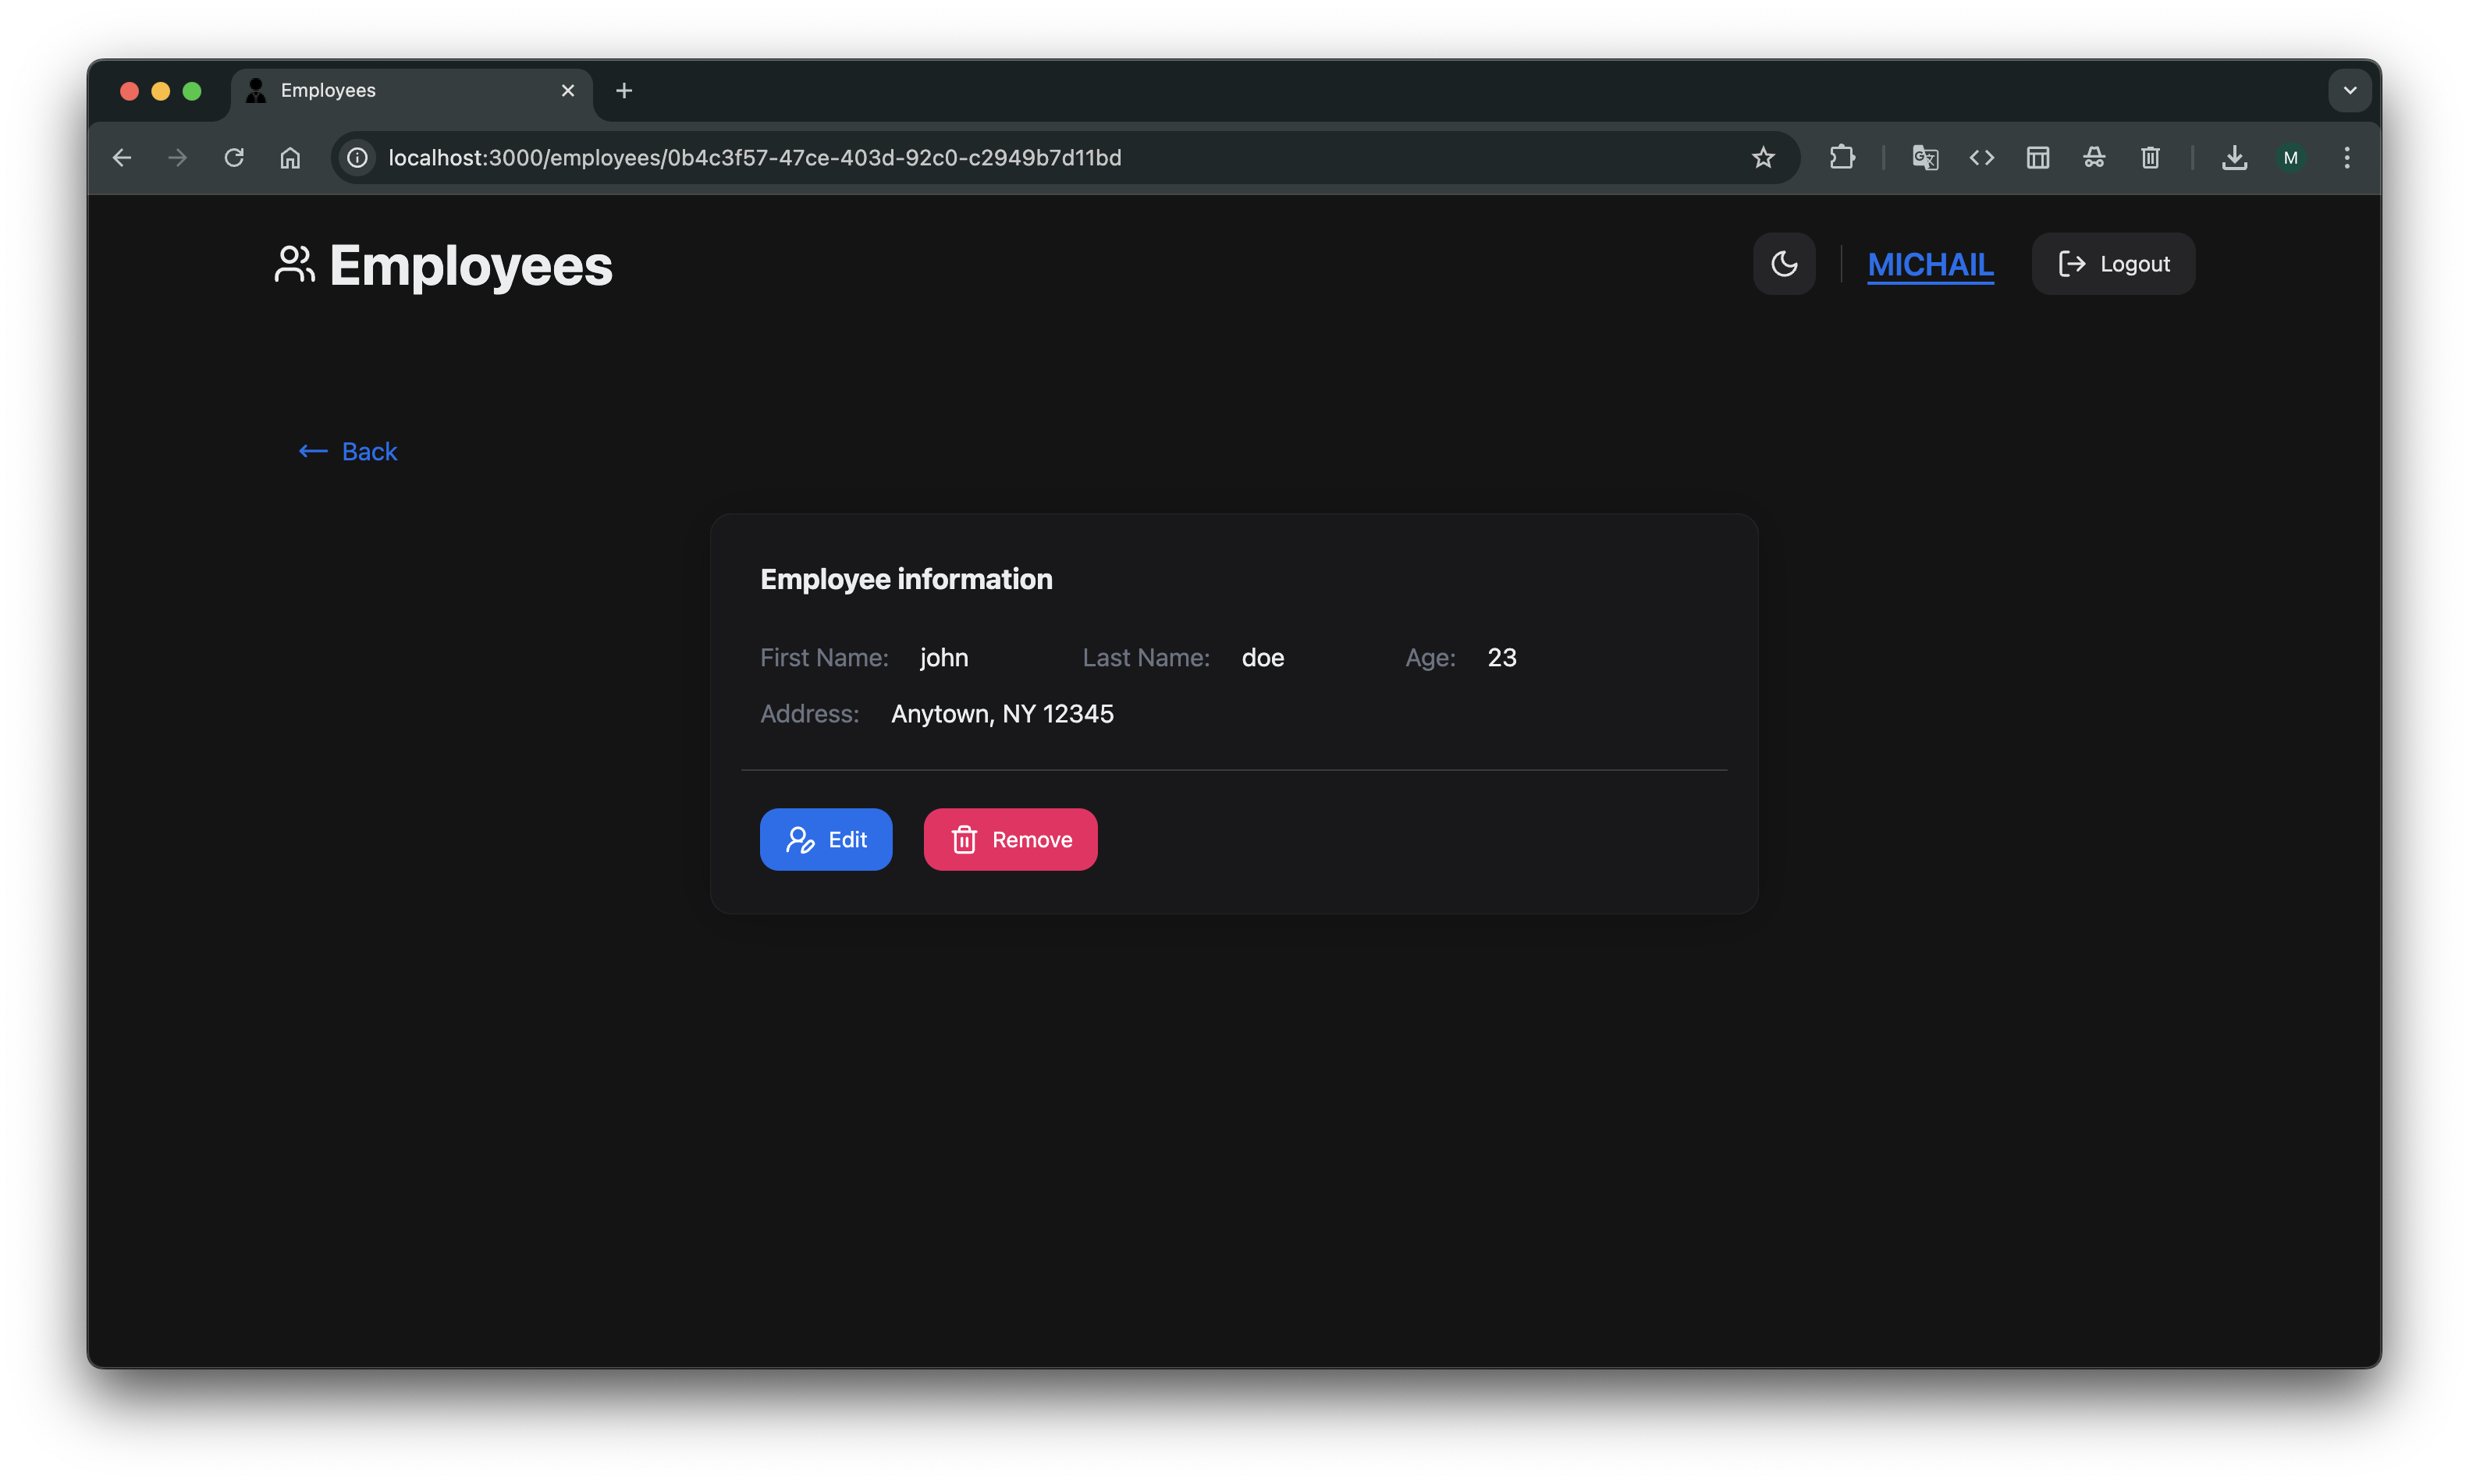 Employees
localhost:3000/employees/0b4c3f57-47ce-403d-92c0-c2949b7d11bd
M
Employees
MICHAIL
Logout
Back
Employee information
First Name: john Last Name: doe Age: 23
Address: Anytown, NY 12345
Edit Remove